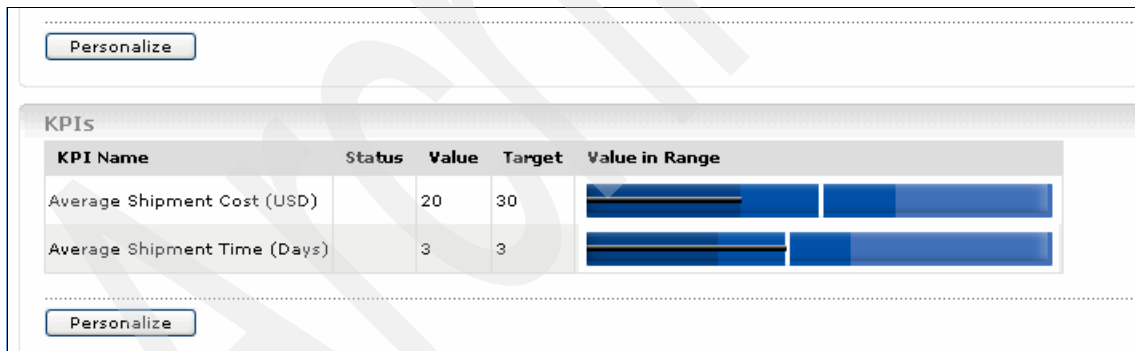 Personalize
KPIs
KPI Name Status Value Target Value in Range
Average Shipment Cost (USD) 20 30
Average Shipment Time (Days) 3 3
Personalize